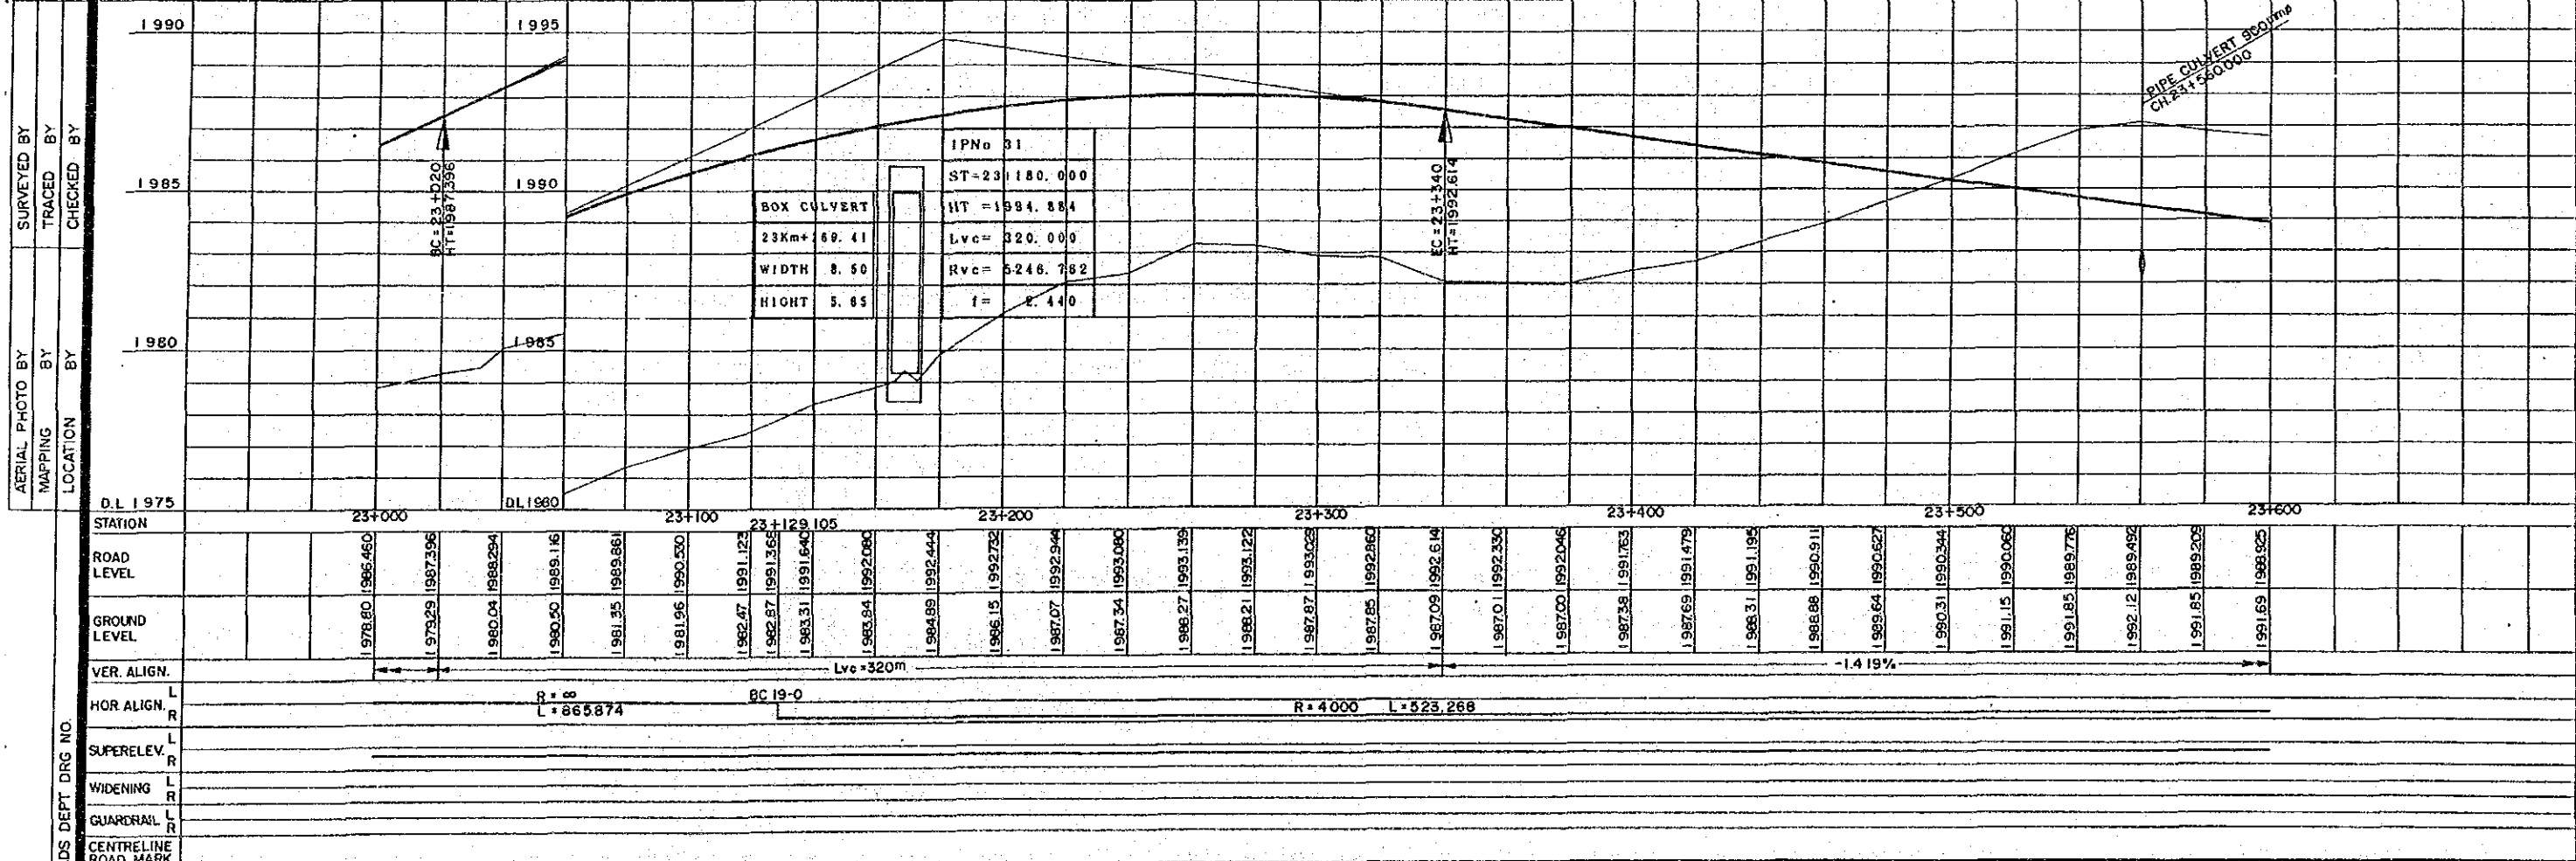 1990
1995
PIPE CULVERT 900mmø
CH.23+560.000
SURVEYED BY
TRACED BY
CHECKED BY
1985
1990
BC=23+020
HT=1987.396
BOX CULVERT
WIDTH 8.50
HIGHT 5.65
IPNo 31
HT =1994.884
Lvc= 320.000
Rvc= 5246.762
f= 2.440
EC=23+340
HT=1992.614
1980
1985
AERIAL PHOTO BY
MAPPING BY
LOCATION BY
D.L 1975
DL1980
STATION
23+000
23+100
23+129.105
23+200
23+300
23+400
23+500
23+600
ROAD LEVEL
1986.460 1987.396 1988.294 1989.116 1989.861 1990.530 1991.123 1991.368 1991.640 1992.080 1992.444 1992.732 1992.944 1993.080 1993.139 1993.122 1993.029 1992.860 1992.614 1992.330 1992.046 1991.763 1991.479 1991.195 1990.911 1990.627 1990.344 1990.060 1989.776 1989.492 1989.209 1988.925
GROUND LEVEL
1978.80 1979.29 1980.04 1980.50 1981.35 1981.96 1982.47 1982.87 1983.31 1983.84 1984.89 1986.15 1987.07 1987.34 1988.27 1988.21 1987.87 1987.85 1987.09 1987.01 1987.00 1987.38 1987.69 1988.31 1988.88 1989.64 1990.31 1991.15 1991.85 1992.12 1991.85 1991.69
VER. ALIGN.
Lvc=320m
-1.419%
HOR ALIGN. L R
R=∞
L=865.874
BC 19-0
R=4000 L=523.268
SUPERELEV. L R
WIDENING L R
GUARDRAIL L R
CENTRELINE
ROAD MARK
DS DEPT DRG NO.